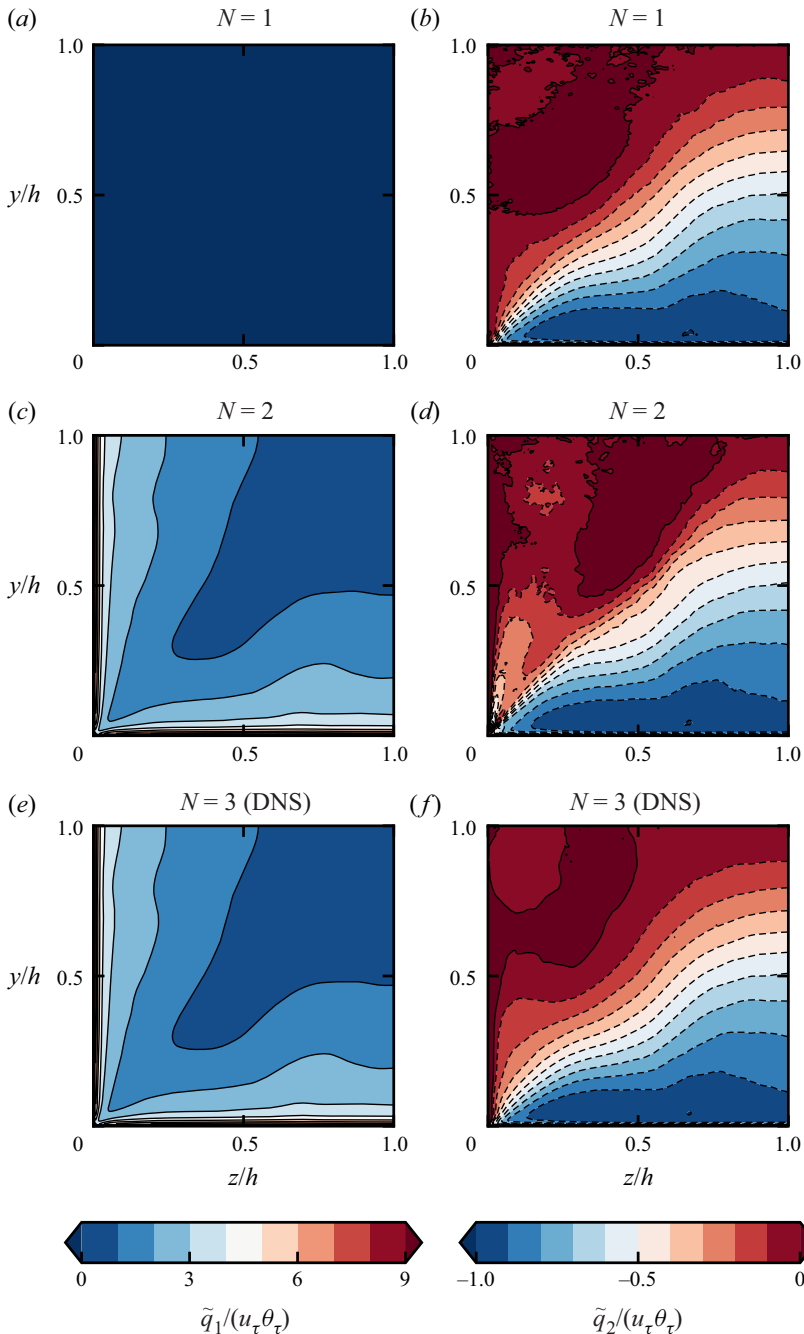 (a) N = 1 (b) N = 1
1.0 1.0
y/h 0.5 0.5
0 0.5 1.0 0 0.5 1.0
(c) N = 2 (d) N = 2
1.0 1.0
y/h 0.5 0.5
0 0.5 1.0 0 0.5 1.0
(e) N = 3 (DNS) (f) N = 3 (DNS)
1.0 1.0
y/h 0.5 0.5
0 0.5 1.0 0 0.5 1.0
z/h z/h
0 3 6 9 –1.0 –0.5 0
q̃₁/(u_τθ_τ) q̃₂/(u_τθ_τ)